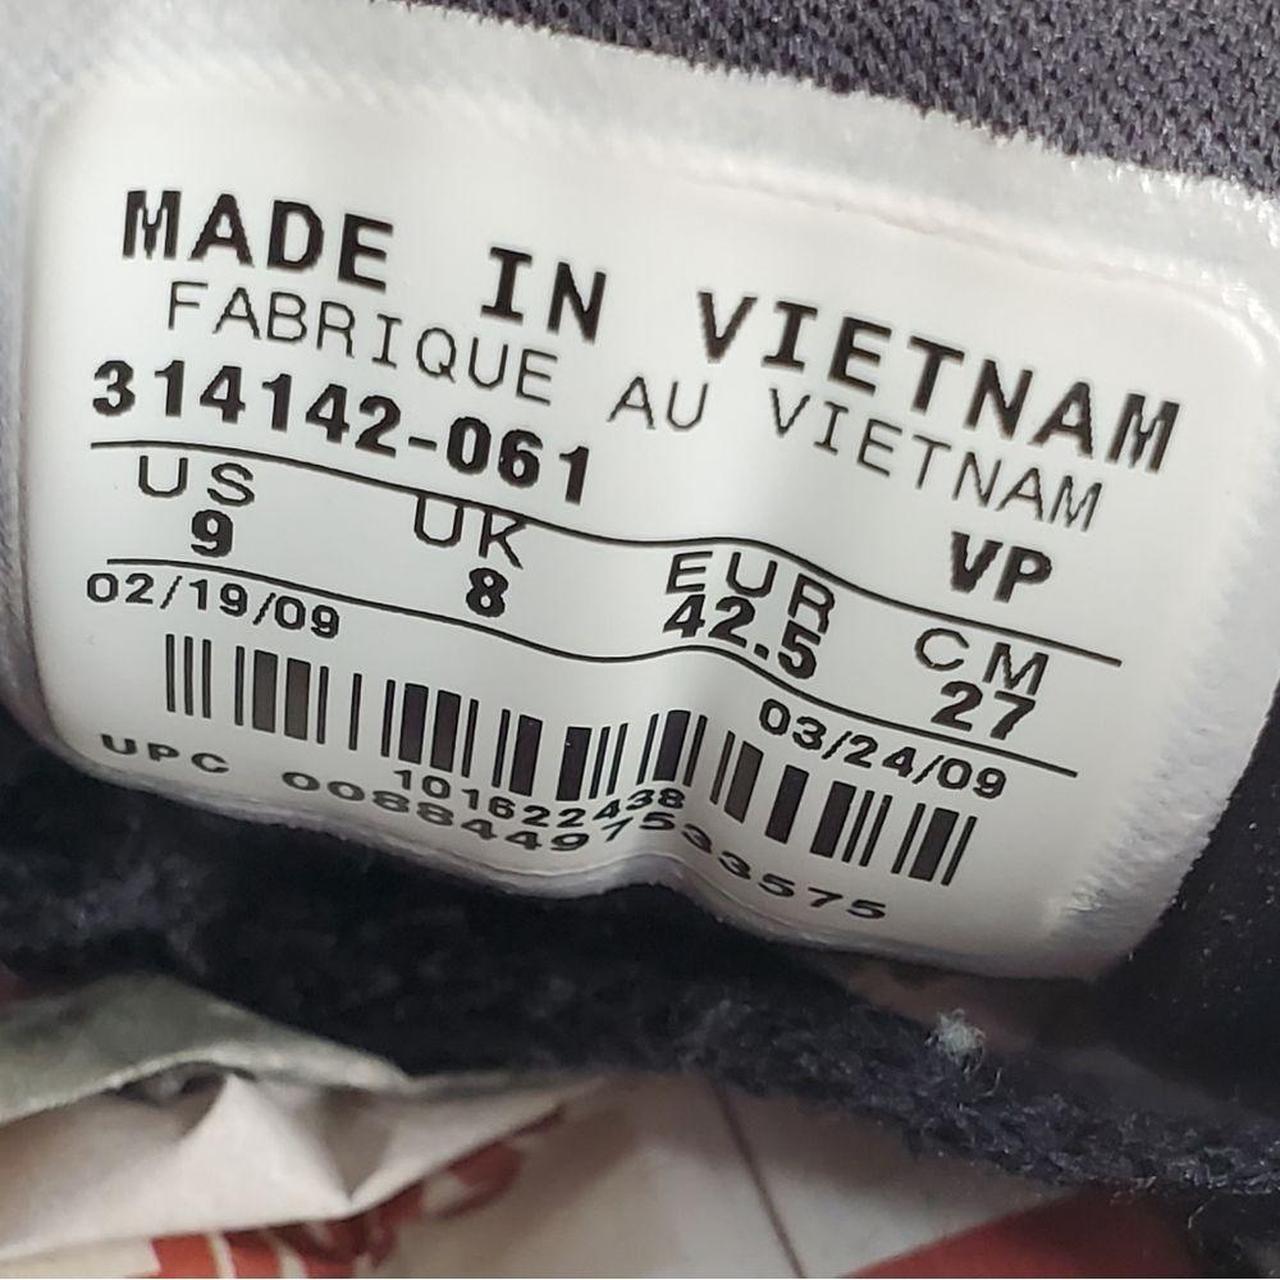 MADE IN VIETNAM
FABRIQUE AU VIETNAM
314142-061 VP
US UK EUR CM
9 8 42.5 27
02/19/09 03/24/09
101622438
UPC 00884497533575